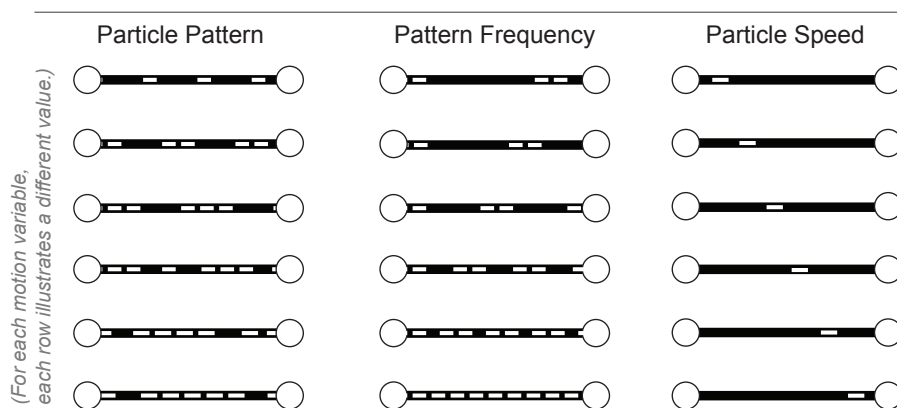 Particle Pattern
Pattern Frequency
Particle Speed
(For each motion variable,
each row illustrates a different value.)